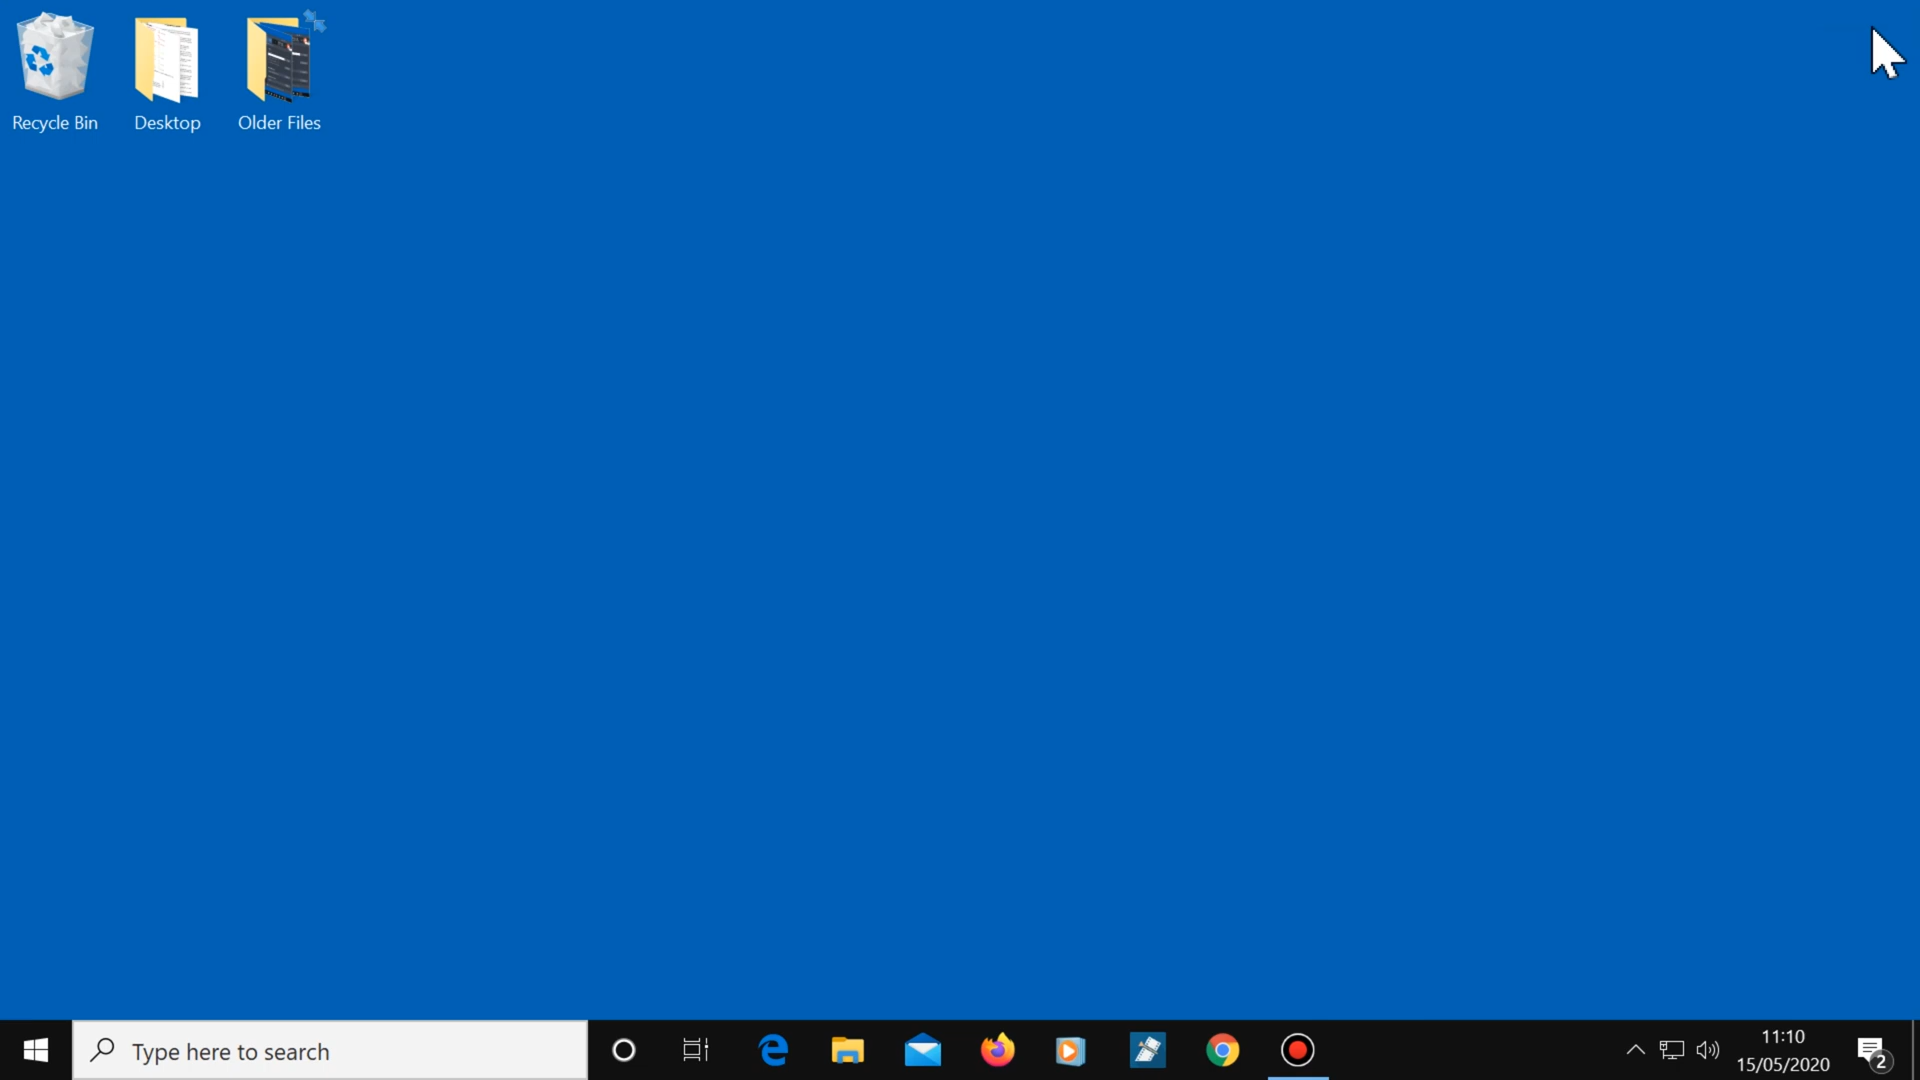 Recycle Bin
Desktop
Older Files
Type here to search
11:10
15/05/2020
2